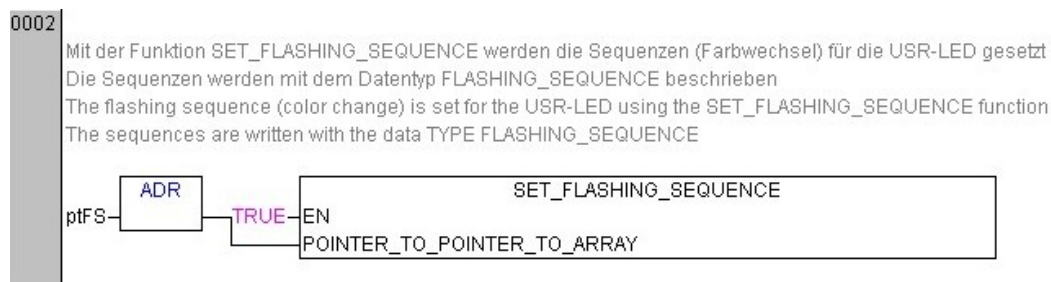 0002
Mit der Funktion SET_FLASHING_SEQUENCE werden die Sequenzen (Farbwechsel) für die USR-LED gesetzt
Die Sequenzen werden mit dem Datentyp FLASHING_SEQUENCE beschrieben
The flashing sequence (color change) is set for the USR-LED using the SET_FLASHING_SEQUENCE function
The sequences are written with the data TYPE FLASHING_SEQUENCE
ADR
SET_FLASHING_SEQUENCE
ptFS
TRUE
EN
POINTER_TO_POINTER_TO_ARRAY